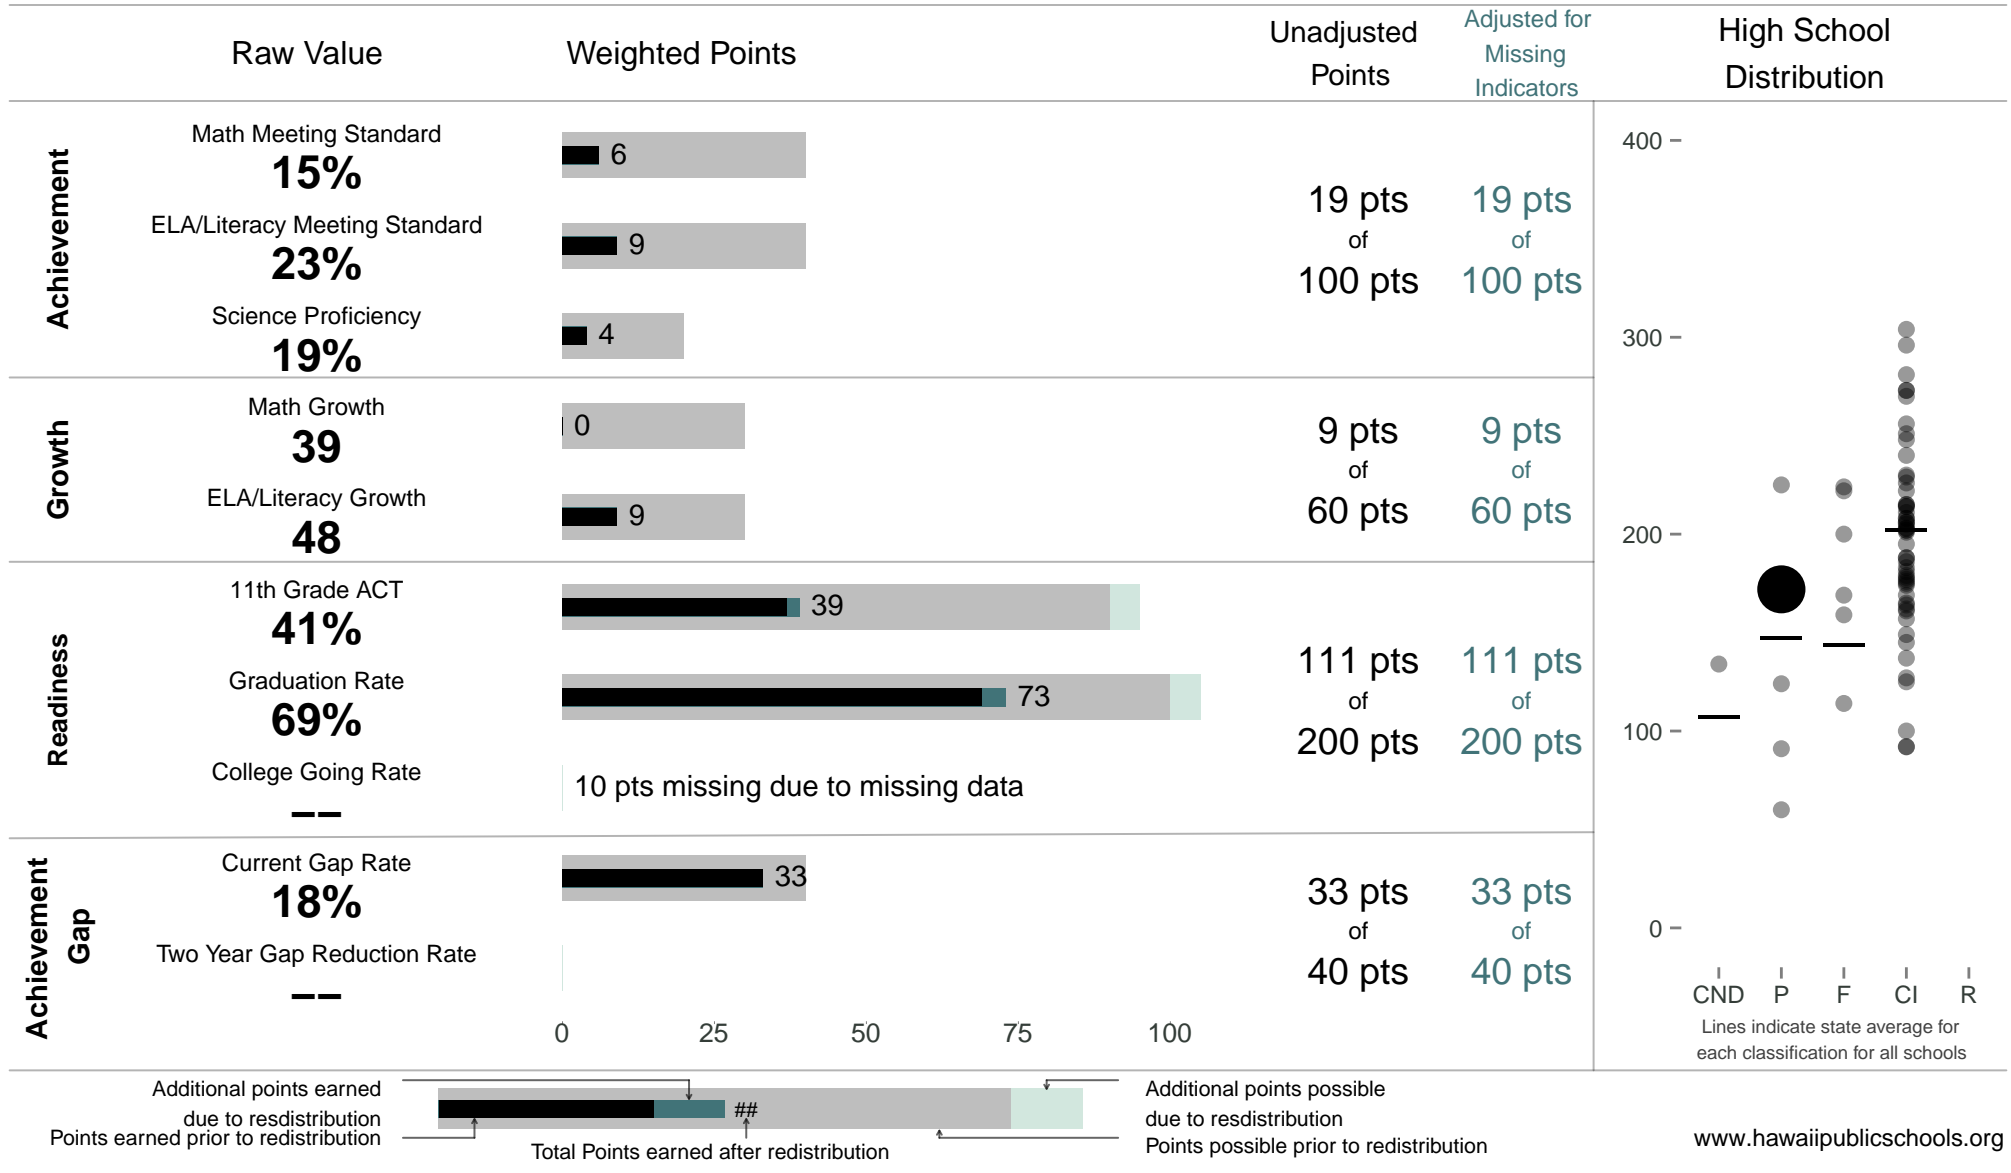 Raw Value
Weighted Points
Unadjusted
Points
Adjusted for
Missing
Indicators
High School
Distribution
Achievement
Math Meeting Standard
15%
6
ELA/Literacy Meeting Standard
23%
9
Science Proficiency
19%
4
19 pts
of
100 pts
19 pts
of
100 pts
Growth
Math Growth
39
0
ELA/Literacy Growth
48
9
9 pts
of
60 pts
9 pts
of
60 pts
Readiness
11th Grade ACT
41%
39
Graduation Rate
69%
73
College Going Rate
--
10 pts missing due to missing data
111 pts
of
200 pts
111 pts
of
200 pts
Achievement
Gap
Current Gap Rate
18%
33
Two Year Gap Reduction Rate
--
33 pts
of
40 pts
33 pts
of
40 pts
0 25 50 75 100
400
300
200
100
0
CND P F CI R
Lines indicate state average for
each classification for all schools
Additional points earned
due to resdistribution
Points earned prior to redistribution
##
Total Points earned after redistribution
Additional points possible
due to resdistribution
Points possible prior to redistribution
www.hawaiipublicschools.org